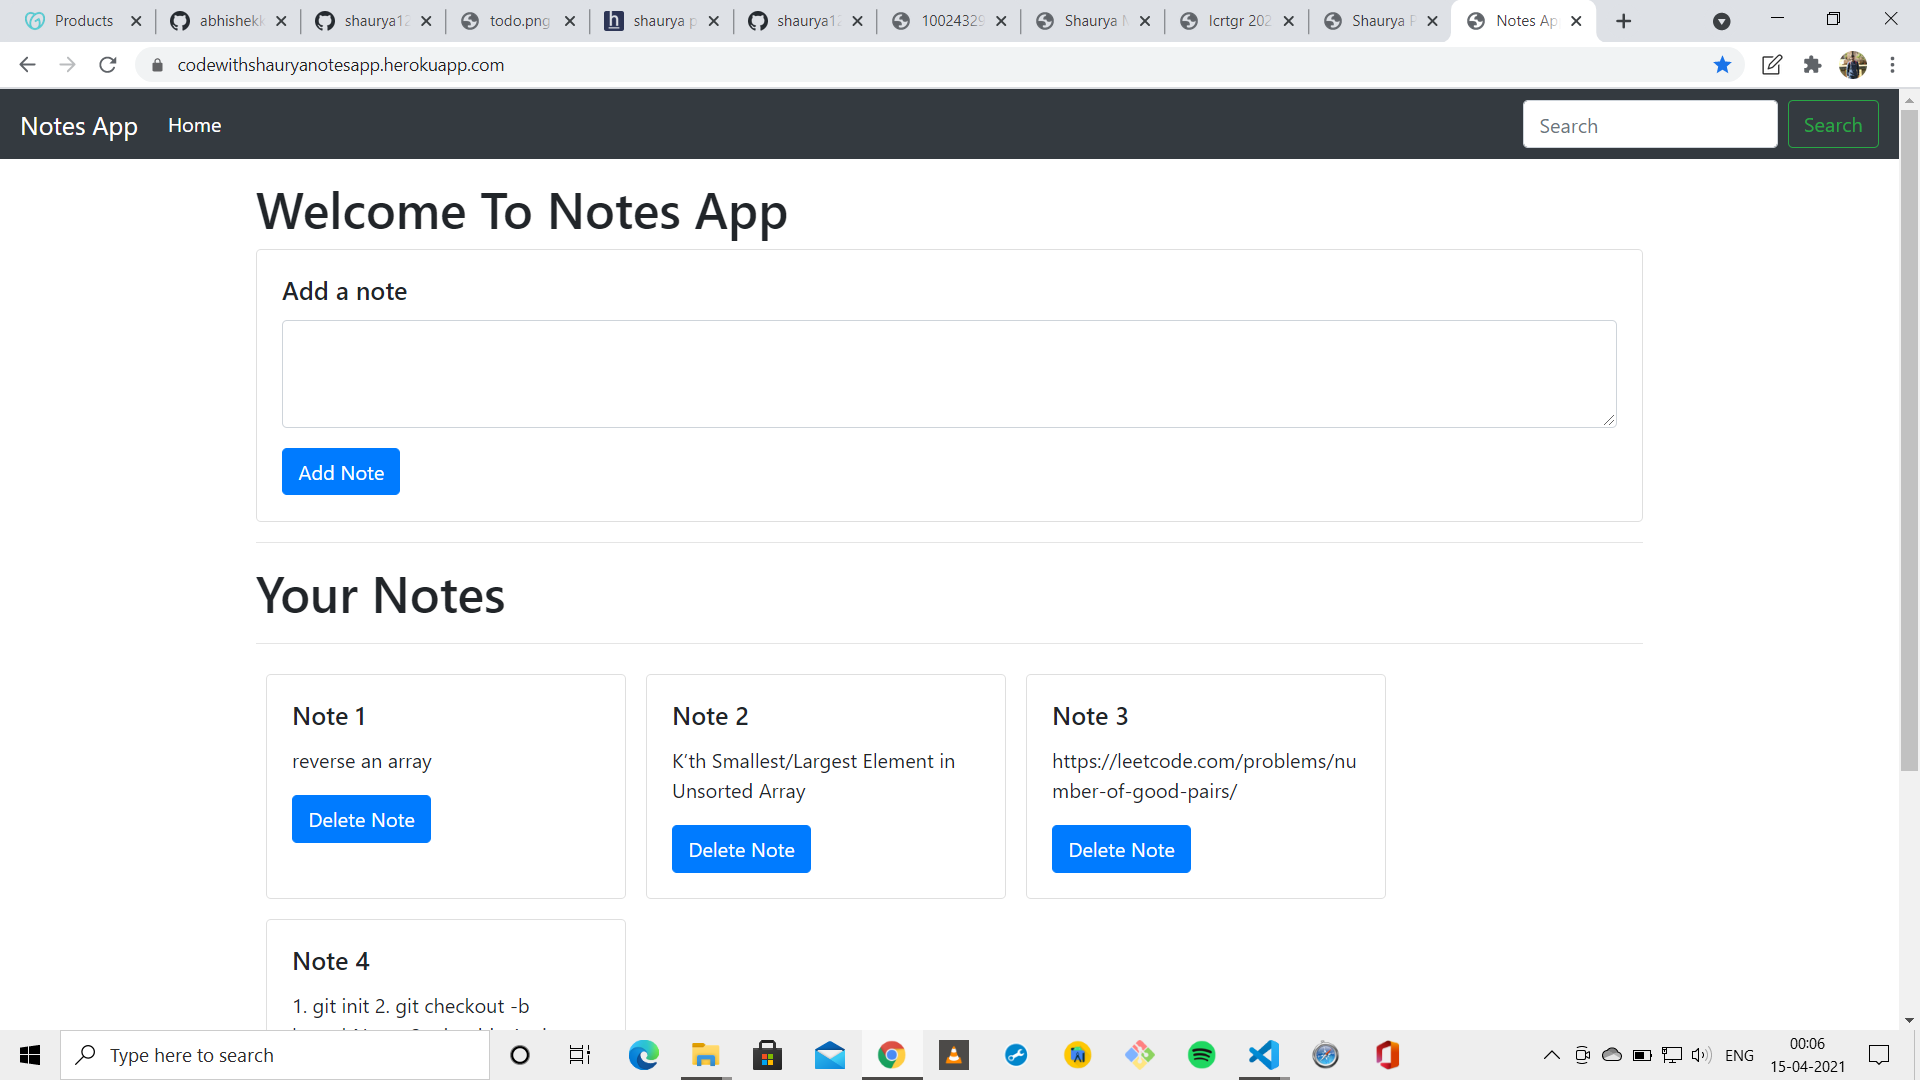 Products
abhishekk
shaurya12
todo.png
shaurya p
shaurya12
10024329
Shaurya M
lcrtgr 202
Shaurya P
Notes Ap
codewithshauryanotesapp.herokuapp.com
Notes App
Home
Search
Search
Welcome To Notes App
Add a note
Add Note
Your Notes
Note 1
reverse an array
Delete Note
Note 2
K'th Smallest/Largest Element in
Unsorted Array
Delete Note
Note 3
https://leetcode.com/problems/nu
mber-of-good-pairs/
Delete Note
Note 4
1. git init 2. git checkout -b
Type here to search
ENG
00:06
15-04-2021